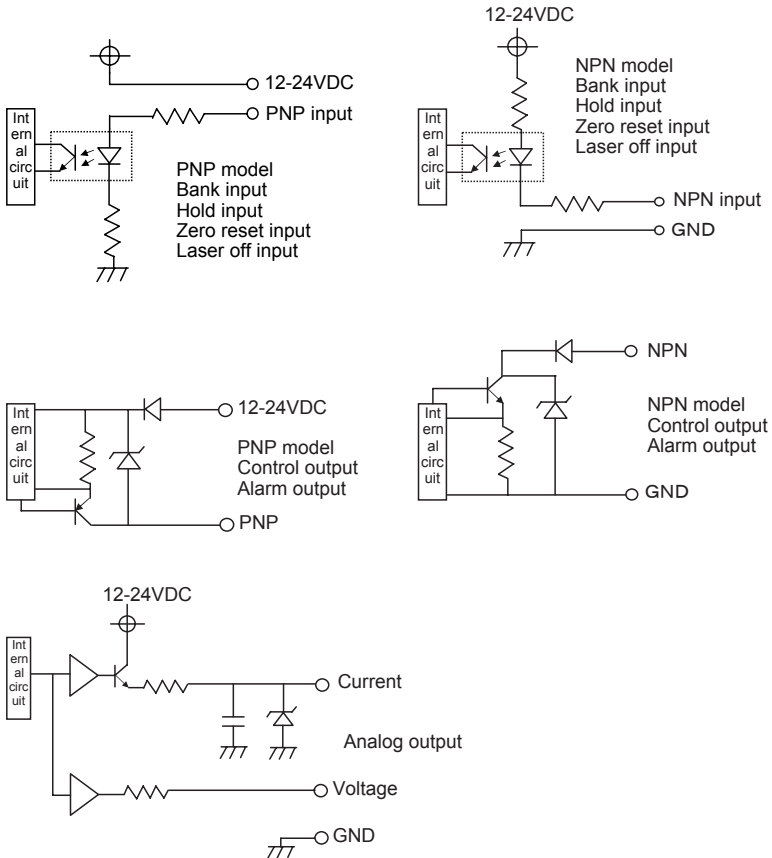 12-24VDC
PNP input
Int
ern
al
circ
uit
PNP model
Bank input
Hold input
Zero reset input
Laser off input
12-24VDC
NPN model
Bank input
Hold input
Zero reset input
Laser off input
Int
ern
al
circ
uit
NPN input
GND
Int
ern
al
circ
uit
12-24VDC
PNP model
Control output
Alarm output
PNP
NPN
Int
ern
al
circ
uit
NPN model
Control output
Alarm output
GND
12-24VDC
Int
ern
al
circ
uit
Current
Analog output
Voltage
GND